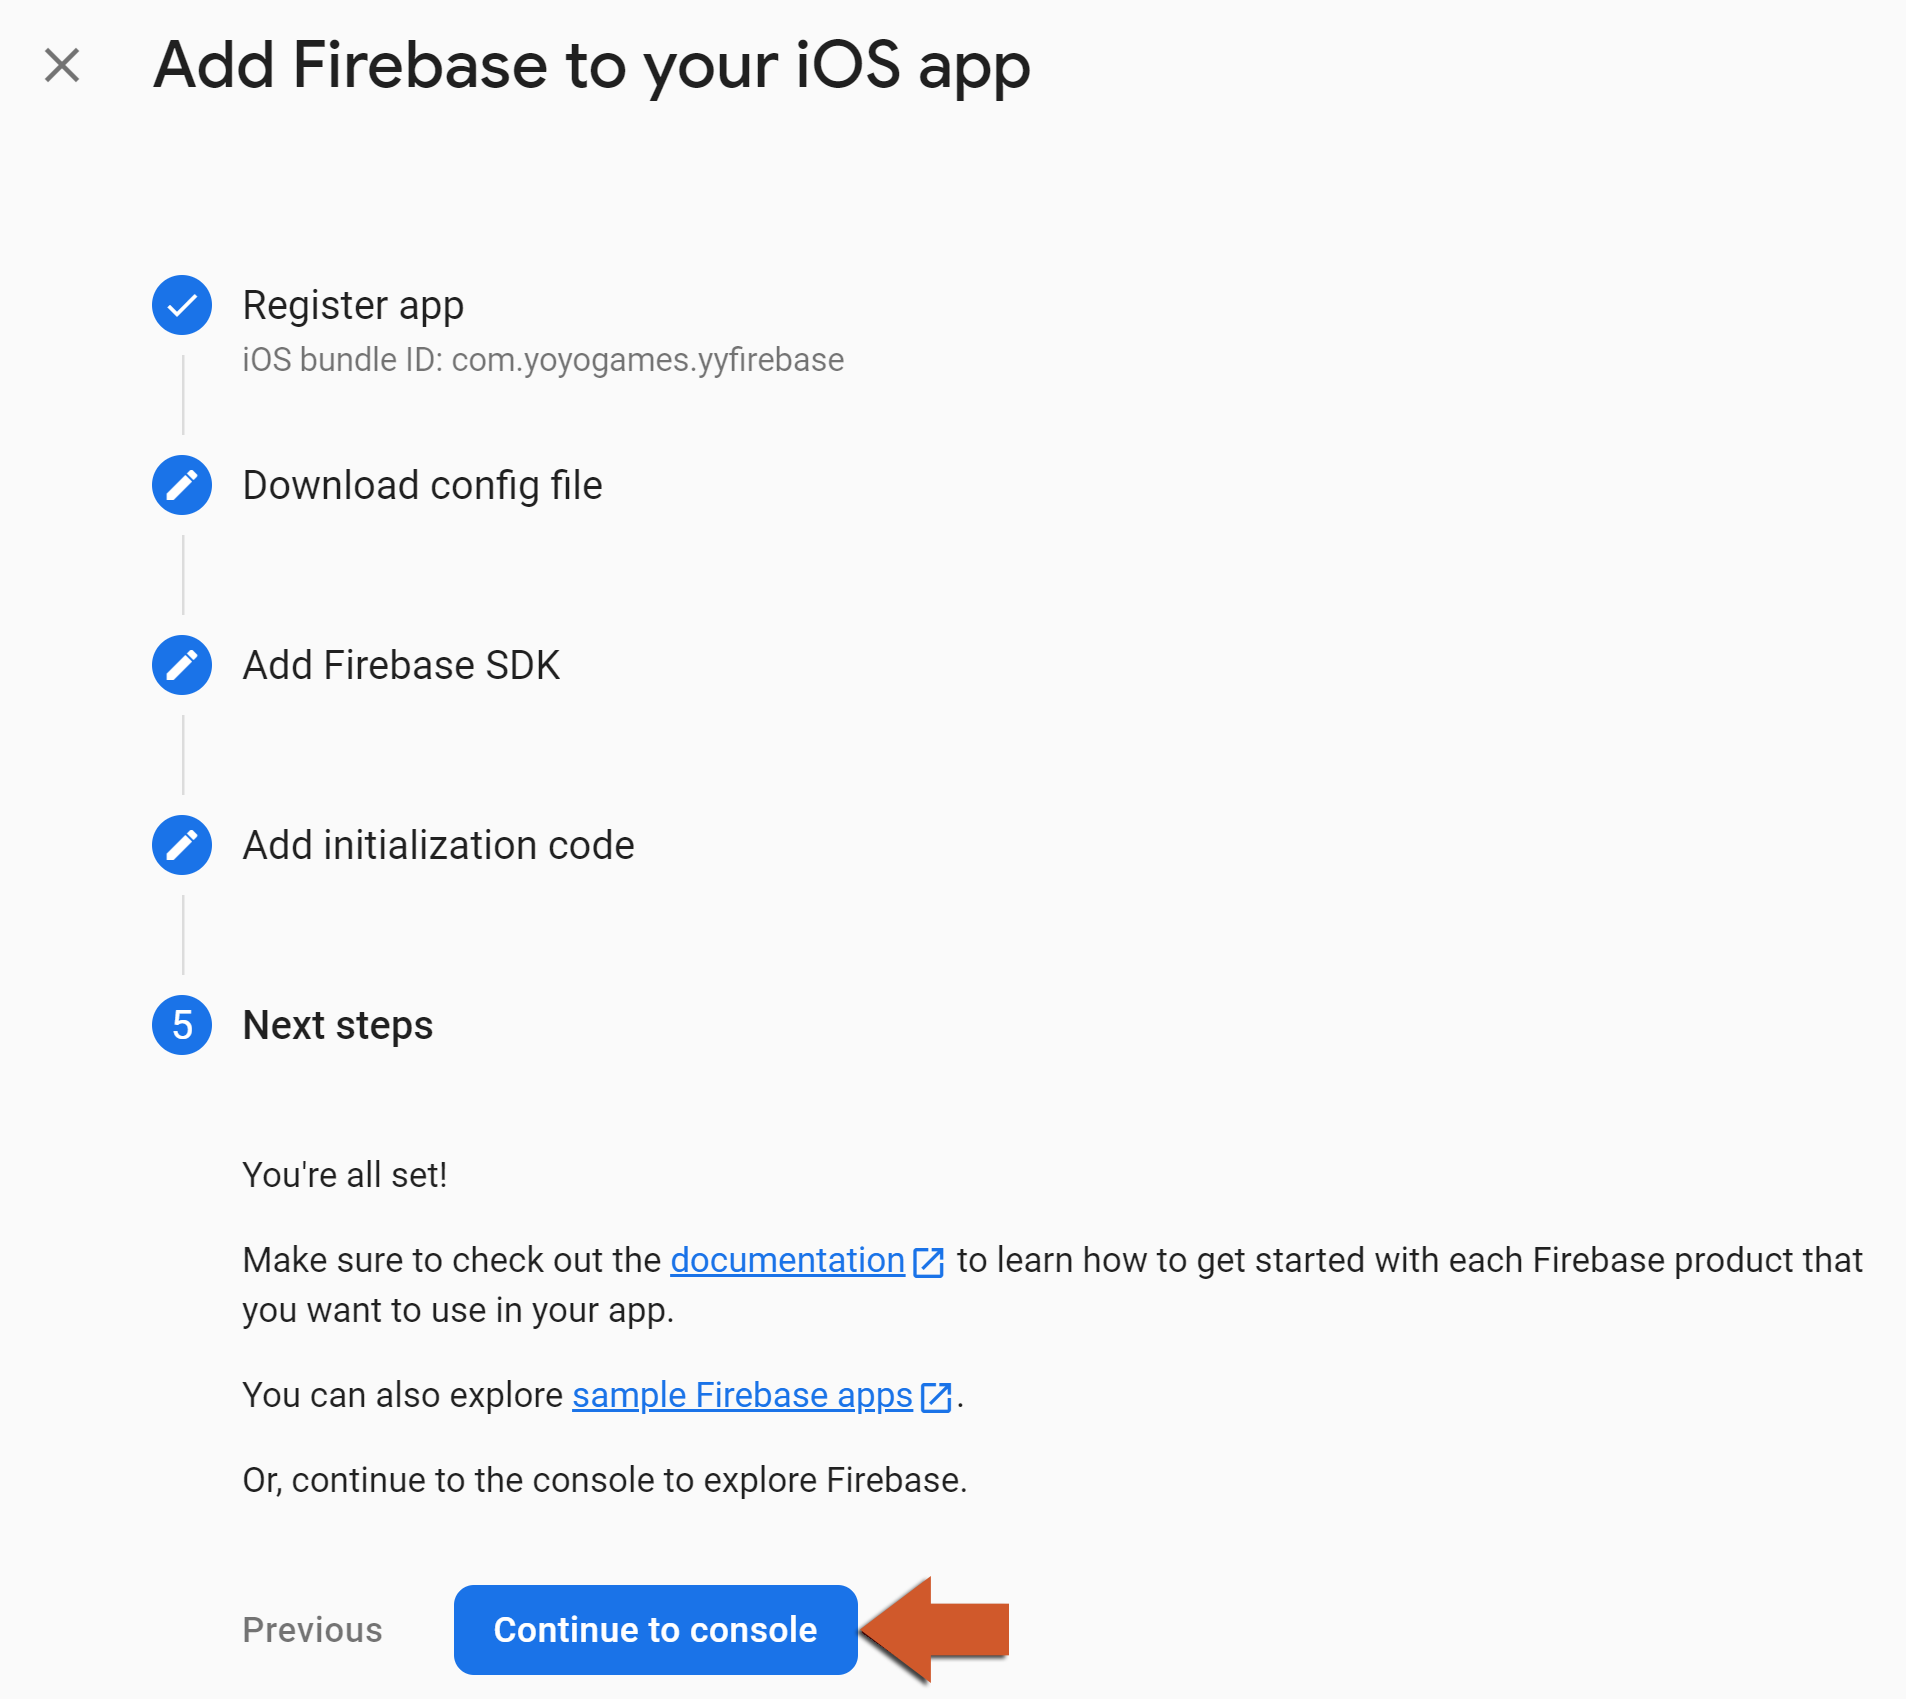 Add Firebase to your iOS app
Register app
iOS bundle ID: com.yoyogames.yyfirebase
Download config file
Add Firebase SDK
Add initialization code
5 Next steps
You're all set!
Make sure to check out the documentation to learn how to get started with each Firebase product that
you want to use in your app.
You can also explore sample Firebase apps.
Or, continue to the console to explore Firebase.
Previous Continue to console